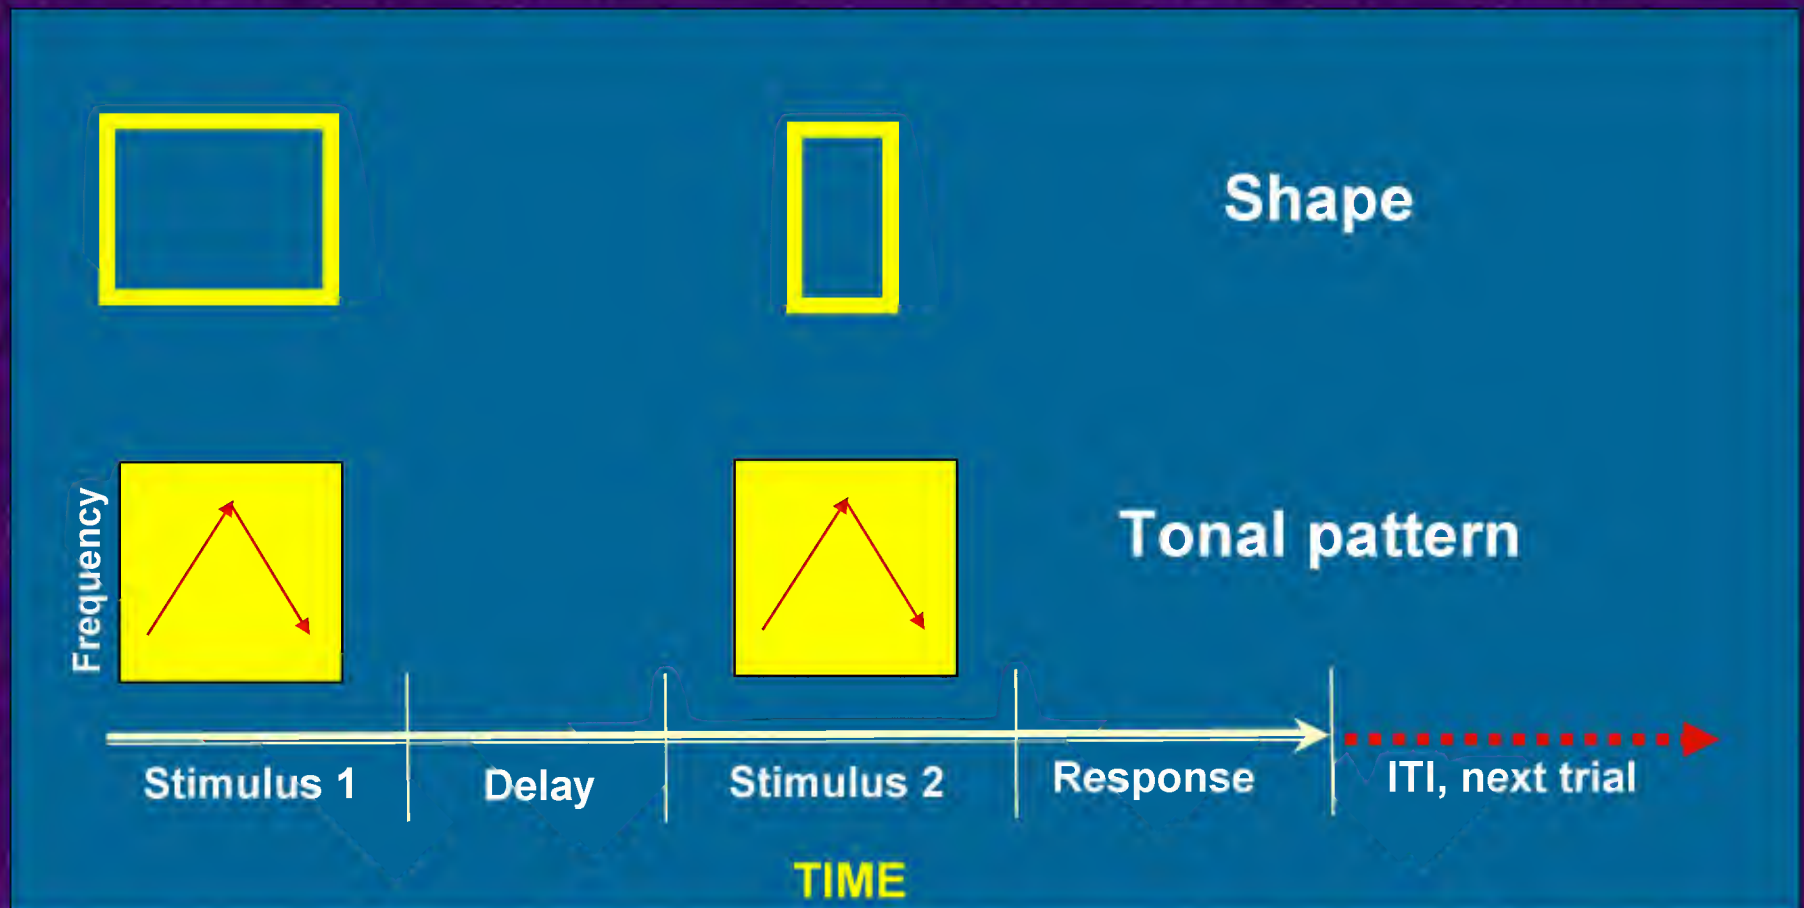 Shape
Frequency
Tonal pattern
Stimulus 1
Delay
Stimulus 2
Response
ITI, next trial
TIME